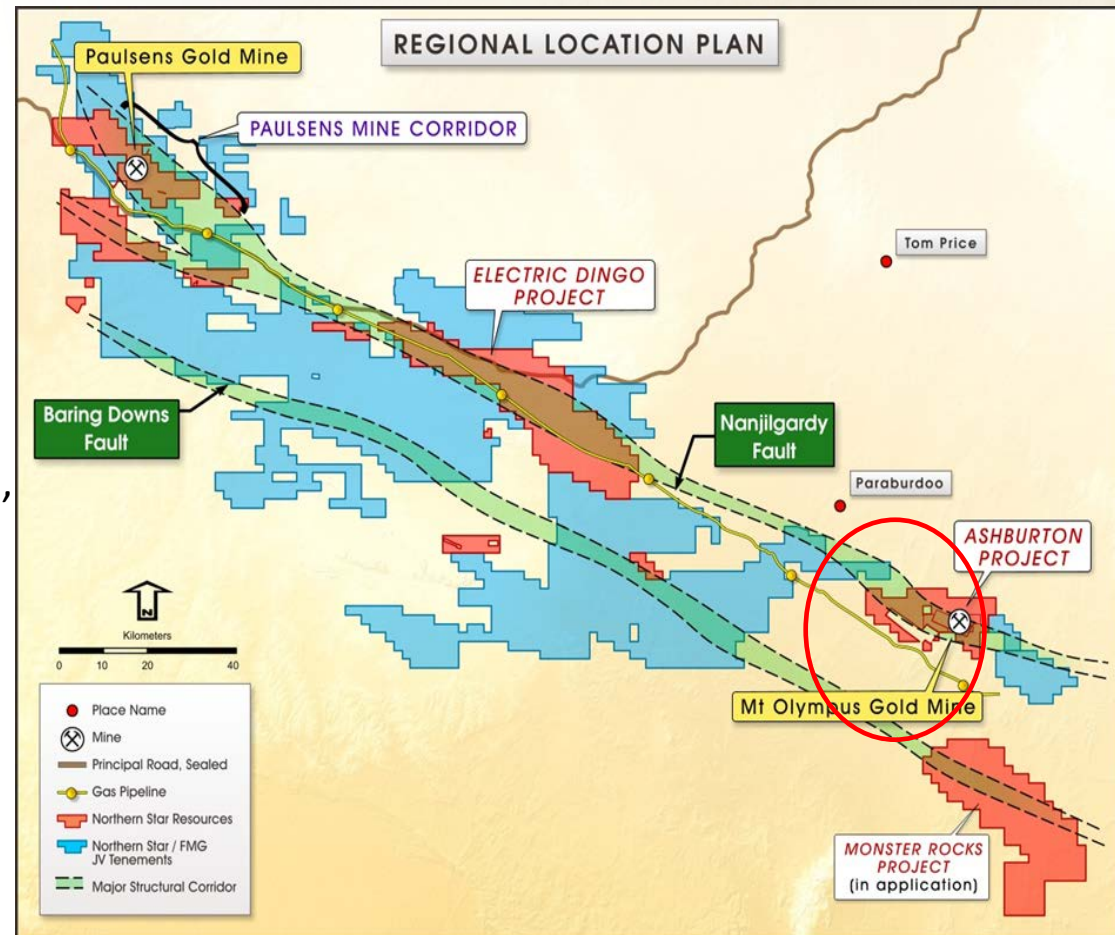 REGIONAL LOCATION PLAN
Paulsens Gold Mine
PAULSENS MINE CORRIDOR
Tom Price
ELECTRIC DINGO
PROJECT
Baring Downs
Fault
Nanjilgardy
Fault
,
Paraburdoo
ASHBURTON
PROJECT
N
Kilometers
0 10 20 40
Mt Olympus Gold Mine
Place Name
Mine
Principal Road, Sealed
Gas Pipeline
Northern Star Resources
Northern Star / FMG
JV Tenements
Major Structural Corridor
MONSTER ROCKS
PROJECT
(in application)